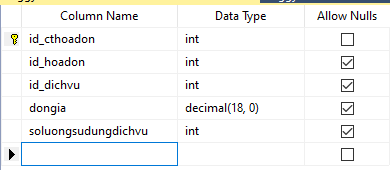 Column Name Data Type Allow Nulls
id_cthoadon int
id_hoadon int
id_dichvu int
dongia decimal(18, 0)
soluongsudungdichvu int